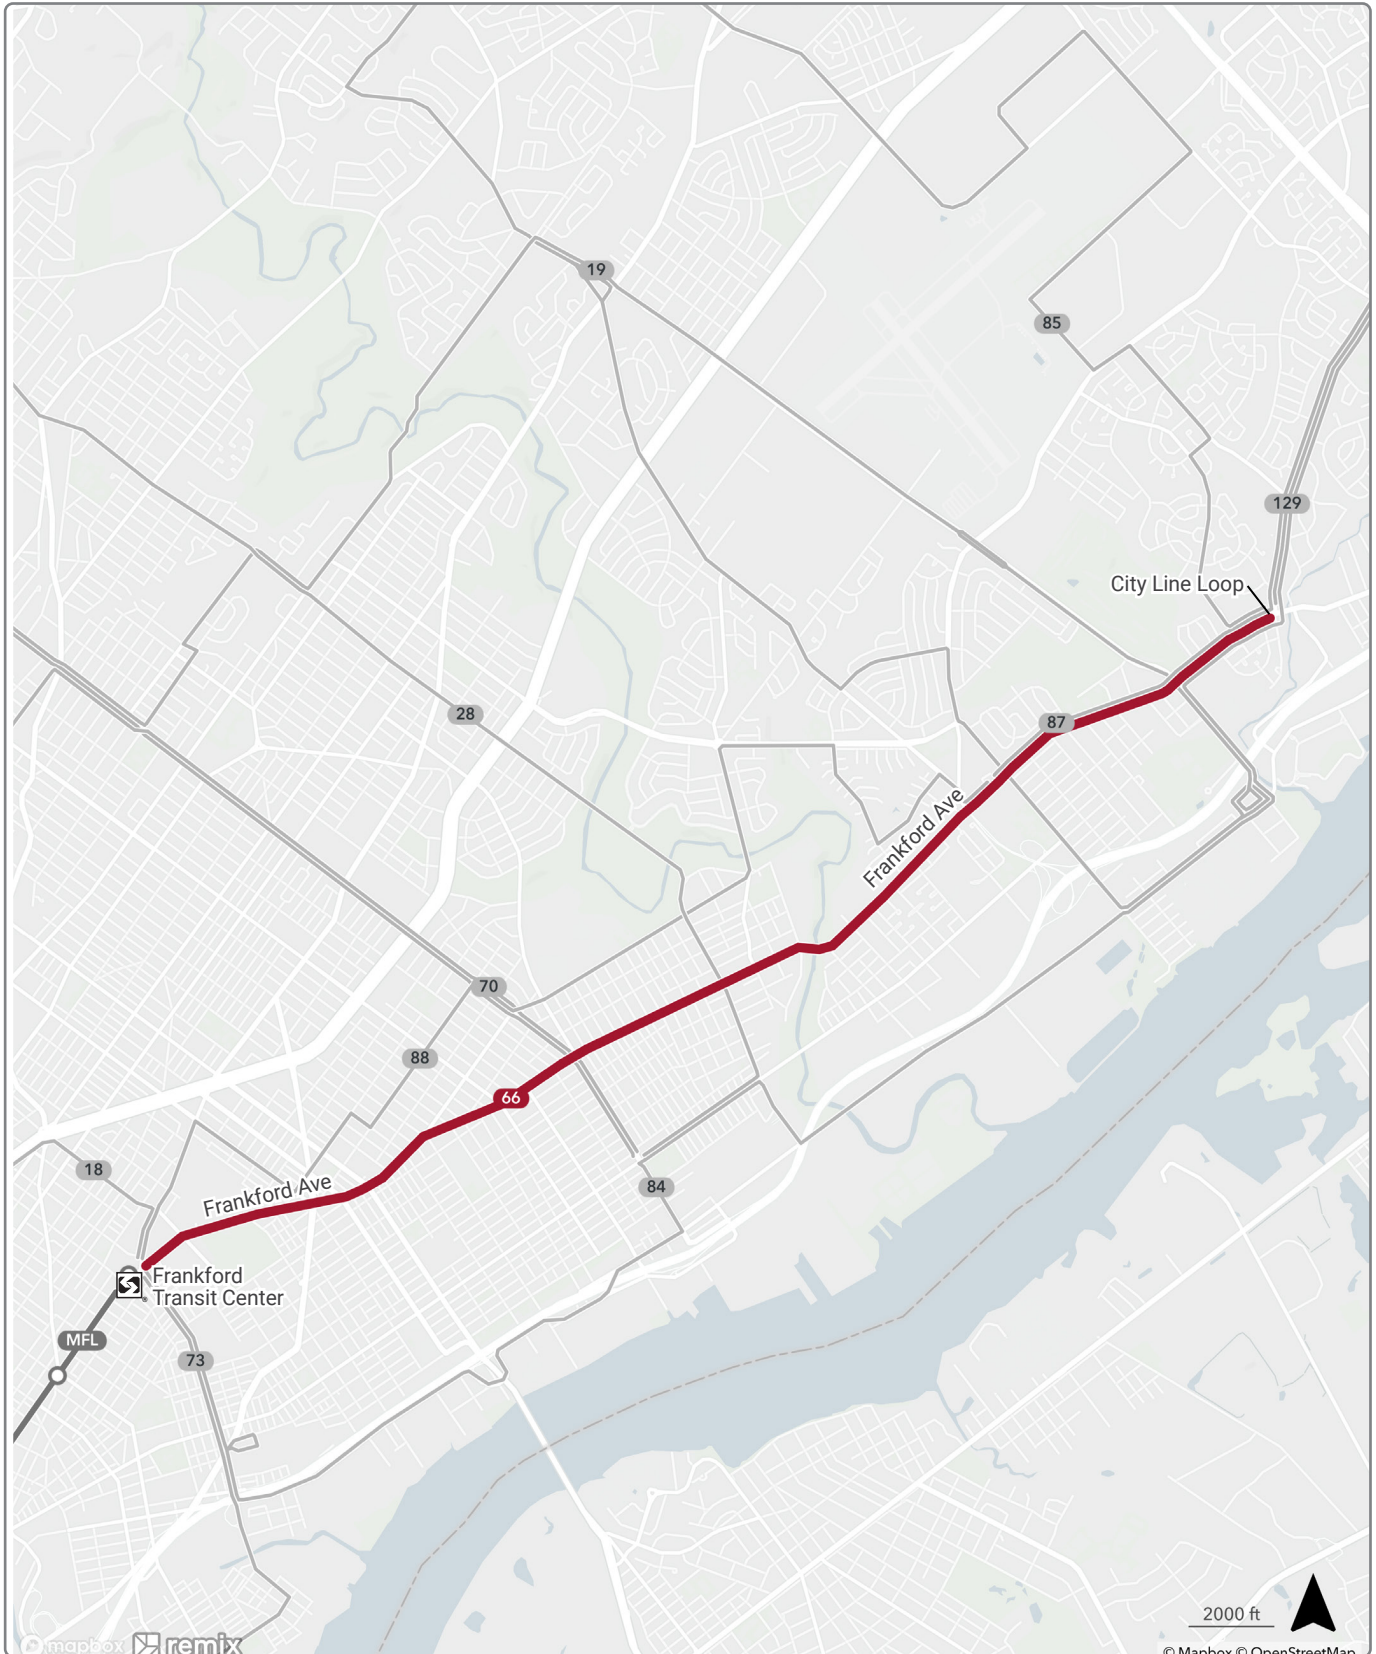 19
85
129
City Line Loop
28
87
Frankford Ave
70
88
66
18
84
Frankford Ave
Frankford
Transit Center
MFL
73
2000 ft
mapbox remix
© Mapbox © OpenStreetMap